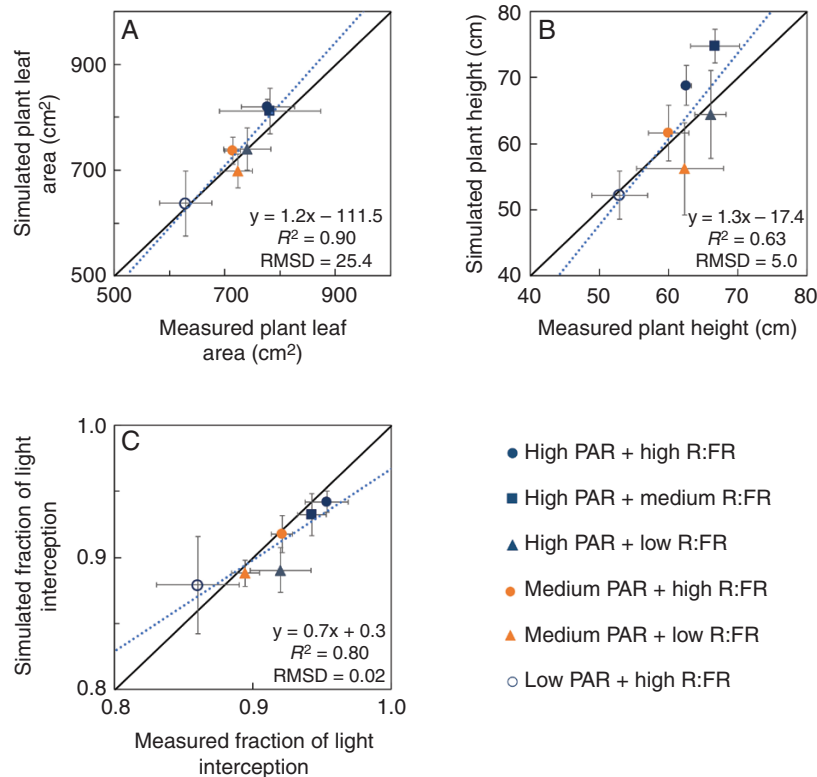 A
Simulated plant leaf
area (cm²)
900
700
500
500
700
900
y = 1.2x – 111.5
R² = 0.90
RMSD = 25.4
Measured plant leaf
area (cm²)
B
Simulated plant height (cm)
80
70
60
50
40
40
50
60
70
80
y = 1.3x – 17.4
R² = 0.63
RMSD = 5.0
Measured plant height (cm)
C
Simulated fraction of light
interception
1.0
0.9
0.8
0.8
0.9
1.0
y = 0.7x + 0.3
R² = 0.80
RMSD = 0.02
Measured fraction of light
interception
High PAR + high R:FR
High PAR + medium R:FR
High PAR + low R:FR
Medium PAR + high R:FR
Medium PAR + low R:FR
Low PAR + high R:FR